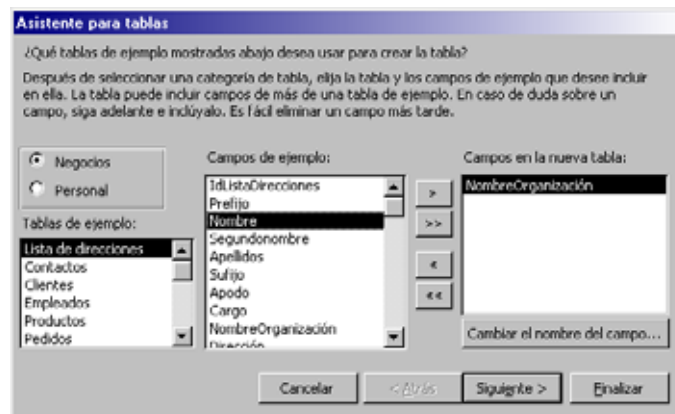 Asistente para tablas
¿Qué tablas de ejemplo mostradas abajo desea usar para crear la tabla?
Después de seleccionar una categoría de tabla, elija la tabla y los campos de ejemplo que desee incluir
en ella. La tabla puede incluir campos de más de una tabla de ejemplo. En caso de duda sobre un
campo, siga adelante e inclúyalo. Es fácil eliminar un campo más tarde.
Negocios
Personal
Tablas de ejemplo:
Lista de direcciones
Contactos
Clientes
Empleados
Productos
Pedidos
Campos de ejemplo:
IdListaDirecciones
Prefijo
Nombre
Segundonombre
Apellidos
Sufijo
Apodo
Cargo
NombreOrganización
Dirección
>
>>
<
<<
Campos en la nueva tabla:
NombreOrganización
Cambiar el nombre del campo...
Cancelar
< Atrás
Siguiente >
Finalizar